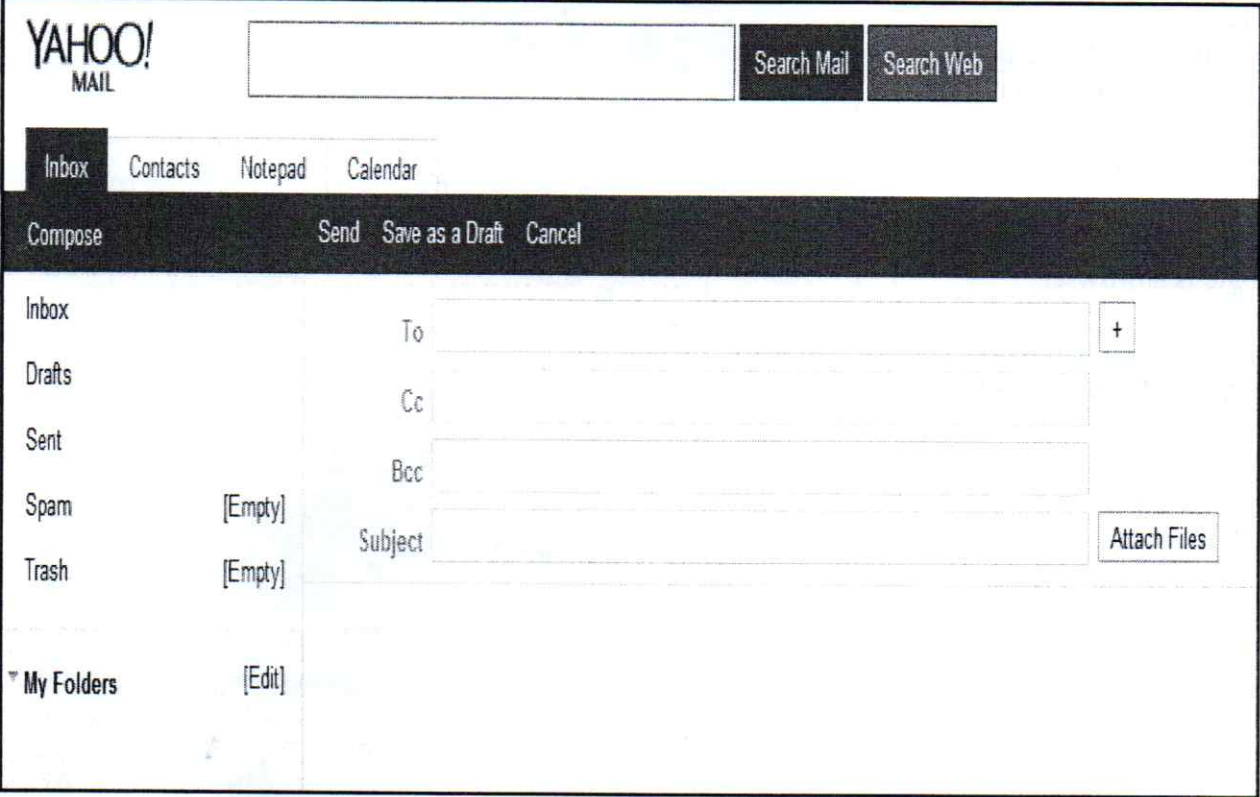 YAHOO!
MAIL
Search Mail Search Web
Inbox Contacts Notepad Calendar
Compose Send Save as a Draft Cancel
Inbox
Drafts
Sent
Spam [Empty]
Trash [Empty]
My Folders [Edit]
To +
Cc
Bcc
Subject Attach Files